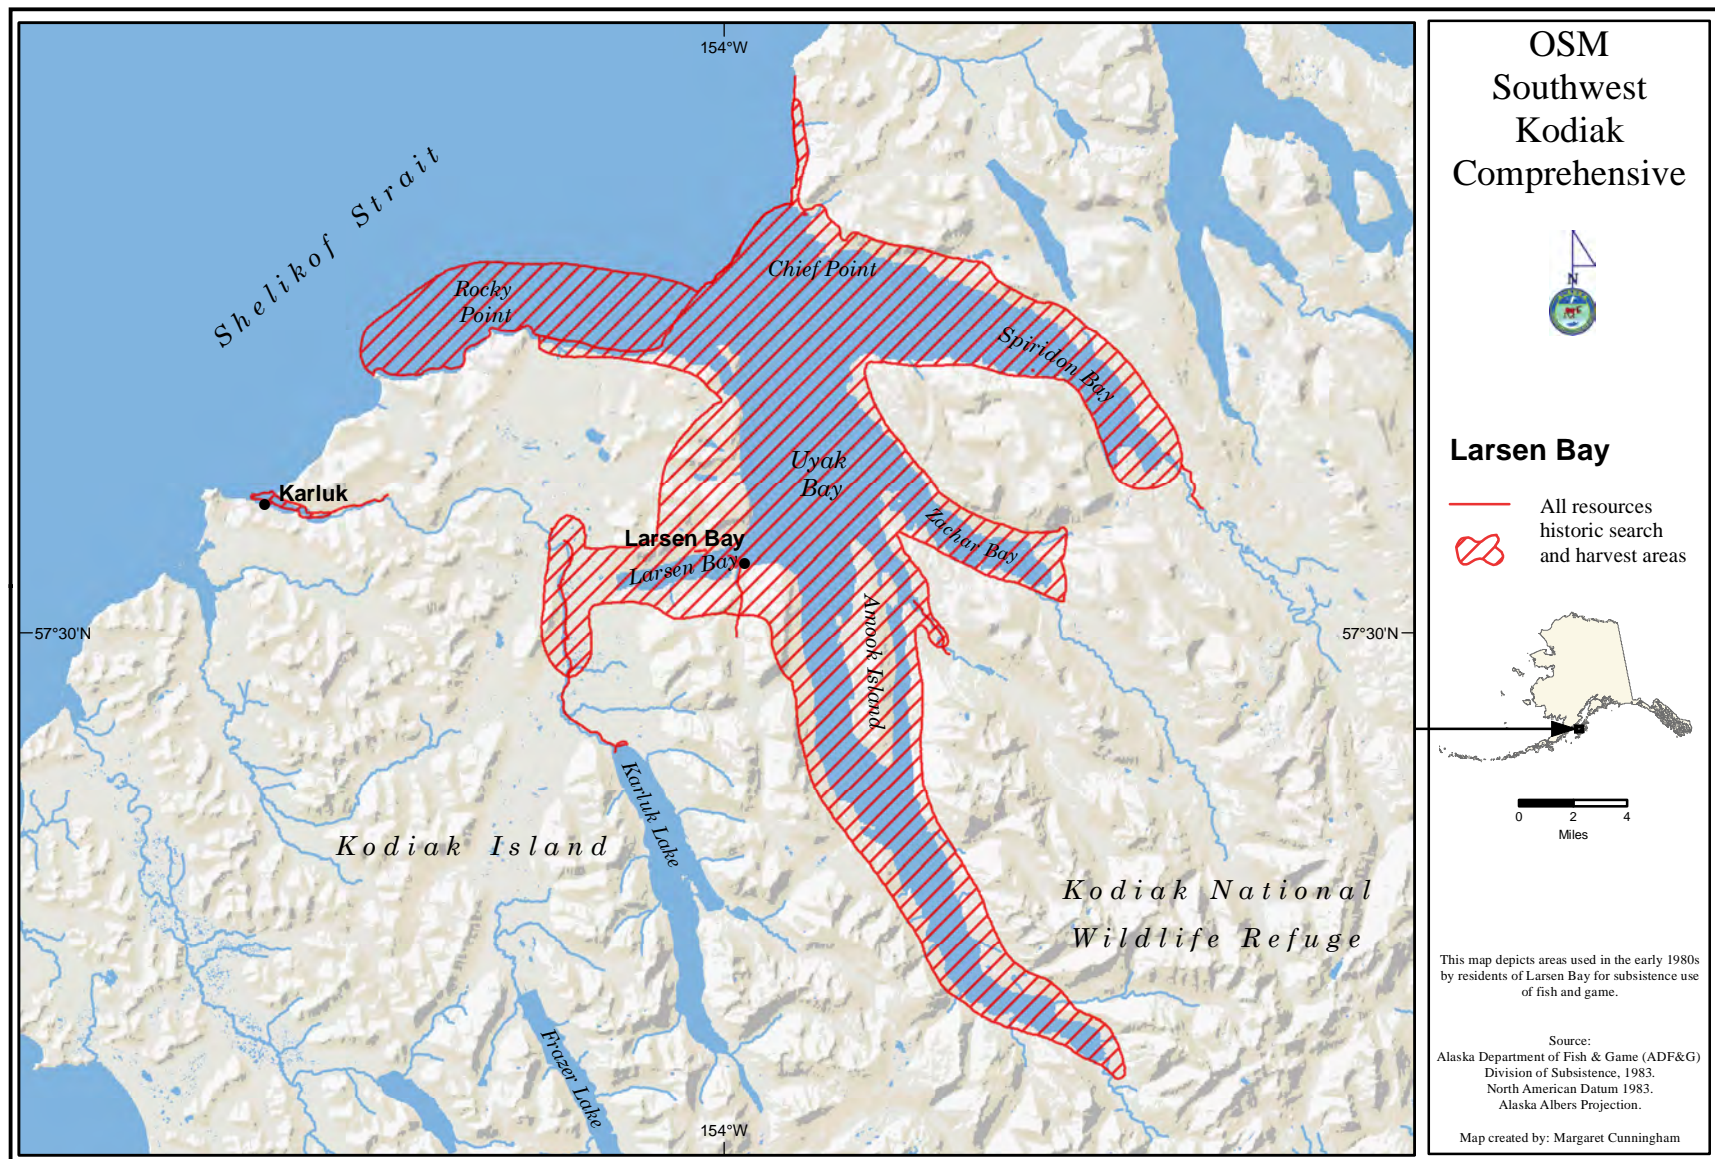 154°W
Shelikof Strait
Chief Point
Rocky
Point
Spiridon Bay
Uyak
Bay
Karluk
Zachar Bay
Larsen Bay
Larsen Bay
Amook Island
57°30'N
57°30'N
Karluk Lake
Kodiak Island
Kodiak National
Wildlife Refuge
Frazer Lake
154°W
OSM
Southwest
Kodiak
Comprehensive
N
Larsen Bay
All resources
historic search
and harvest areas
0 2 4
Miles
This map depicts areas used in the early 1980s
by residents of Larsen Bay for subsistence use
of fish and game.
Source:
Alaska Department of Fish & Game (ADF&G)
Division of Subsistence, 1983.
North American Datum 1983.
Alaska Albers Projection.
Map created by: Margaret Cunningham